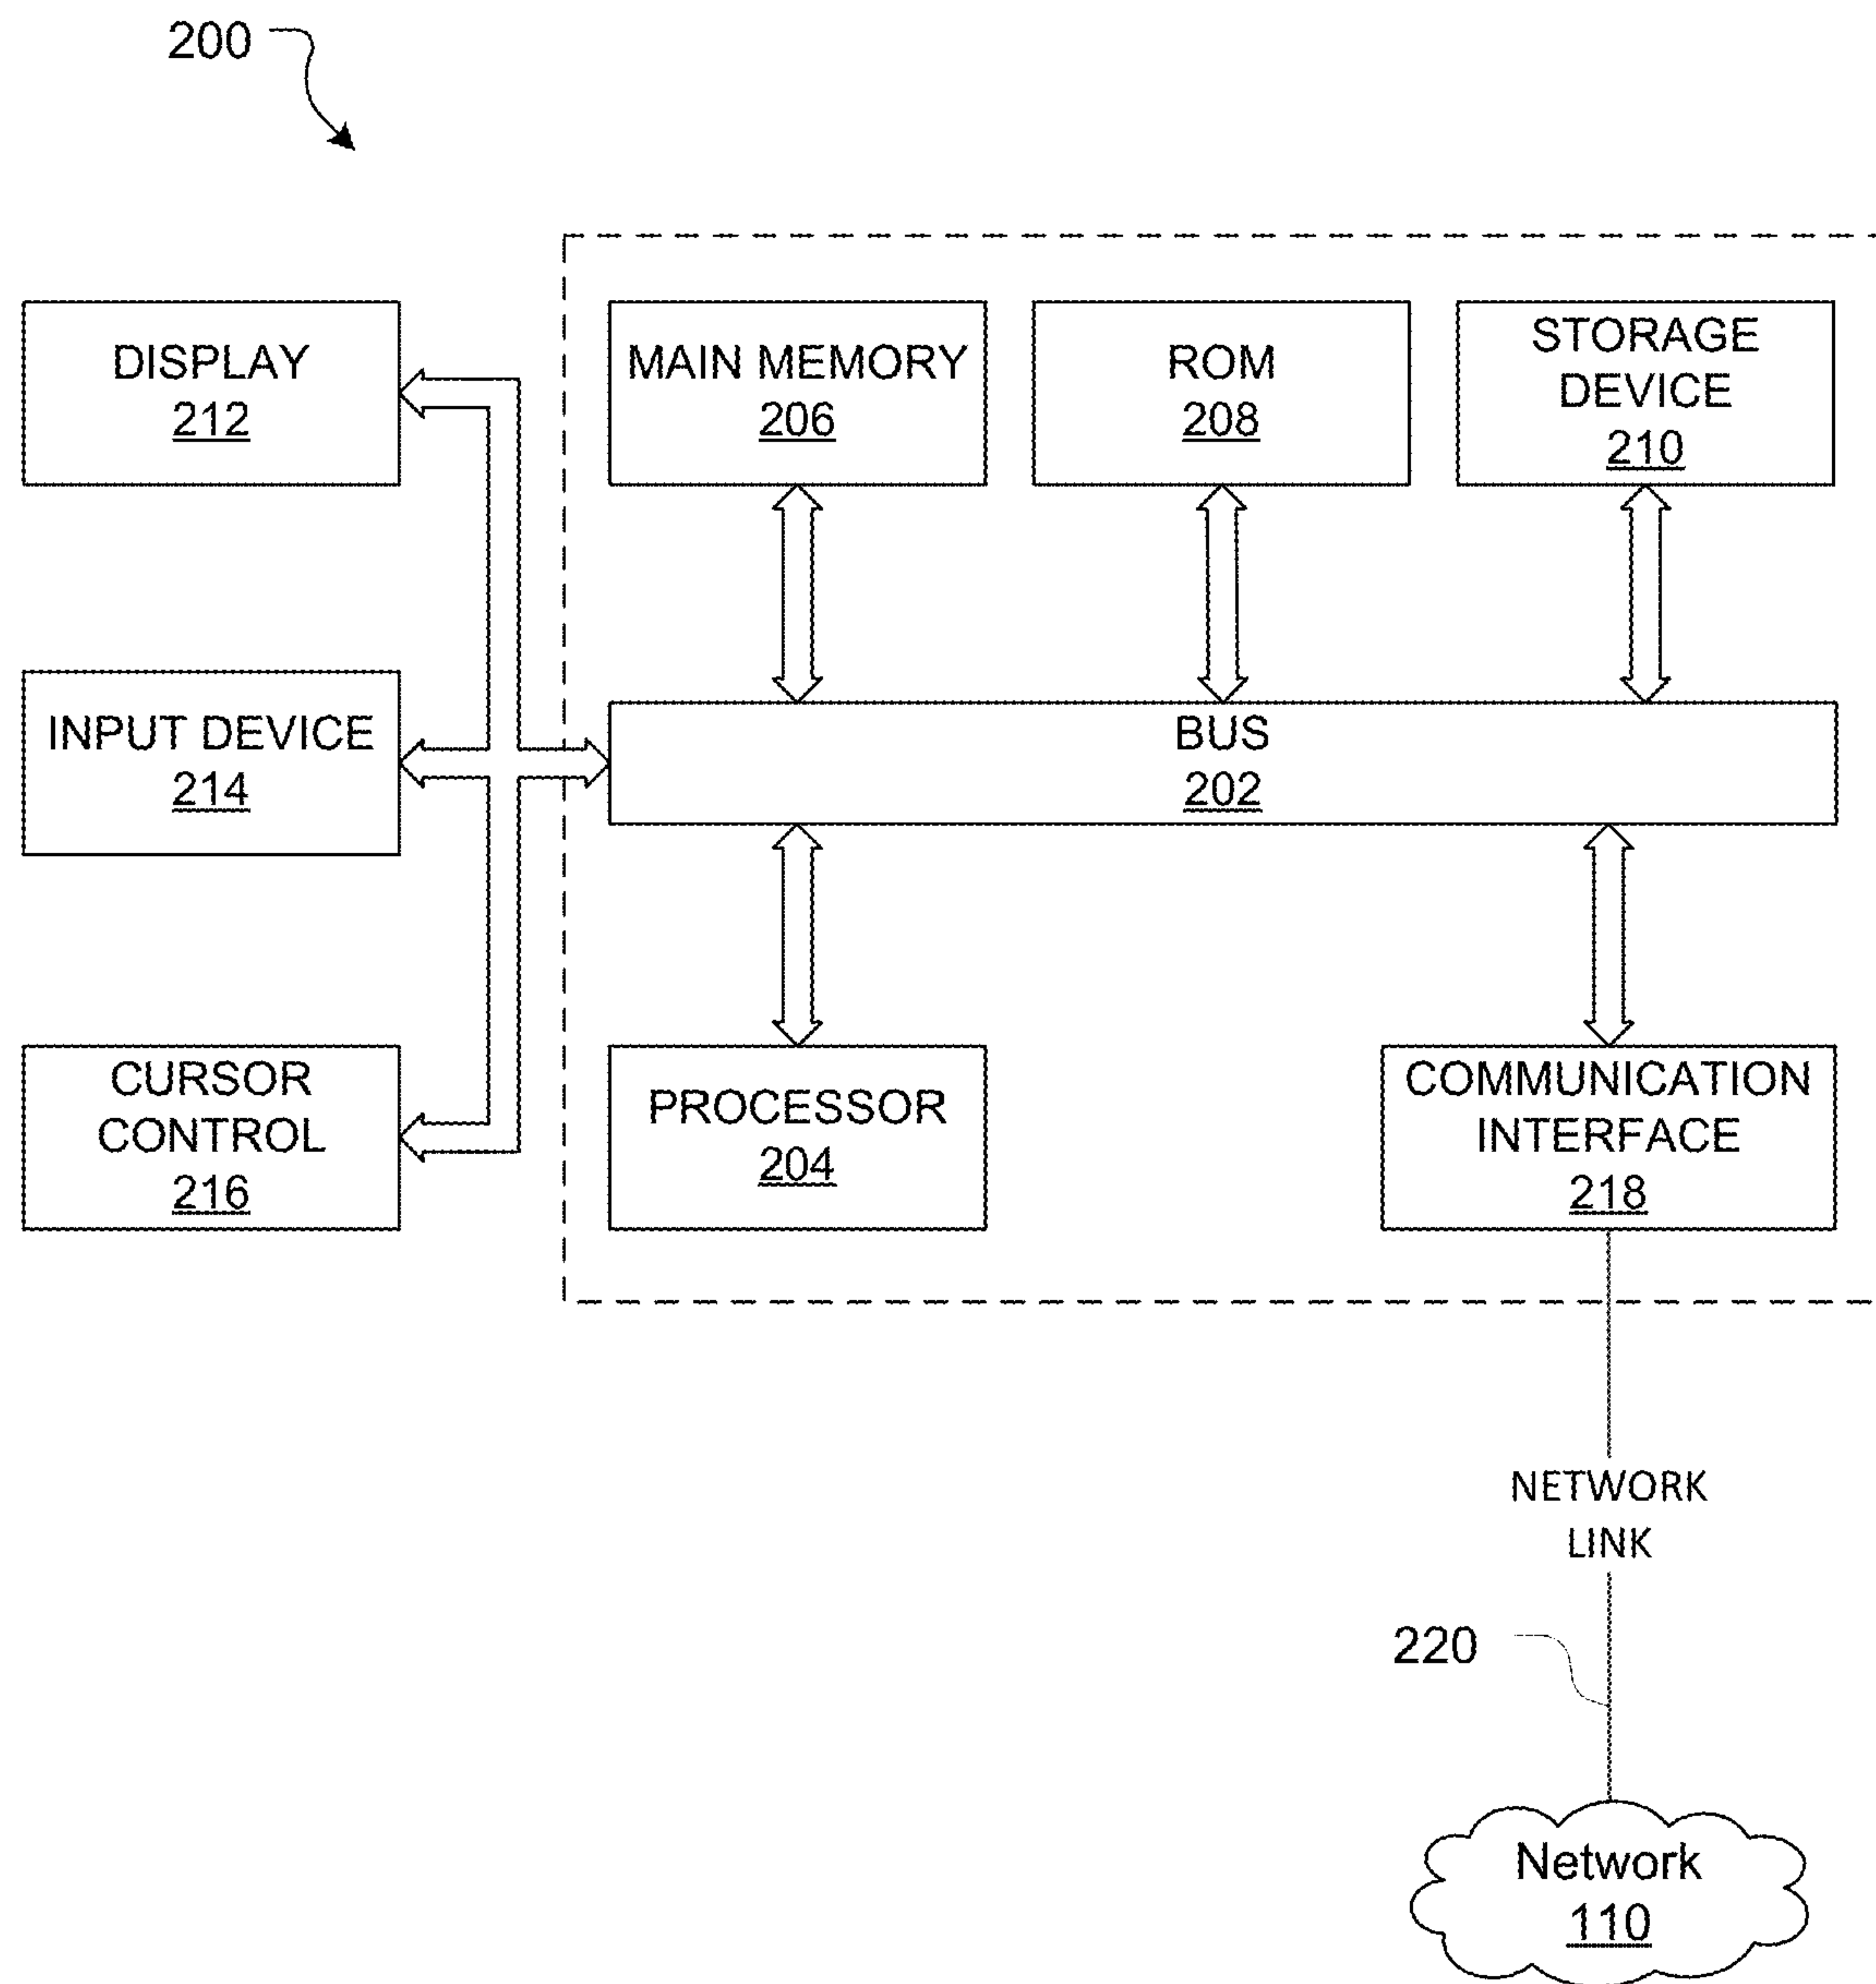 200
DISPLAY
212
MAIN MEMORY
206
ROM
208
STORAGE
DEVICE
210
INPUT DEVICE
214
BUS
202
CURSOR
CONTROL
216
PROCESSOR
204
COMMUNICATION
INTERFACE
218
NETWORK
LINK
220
Network
110